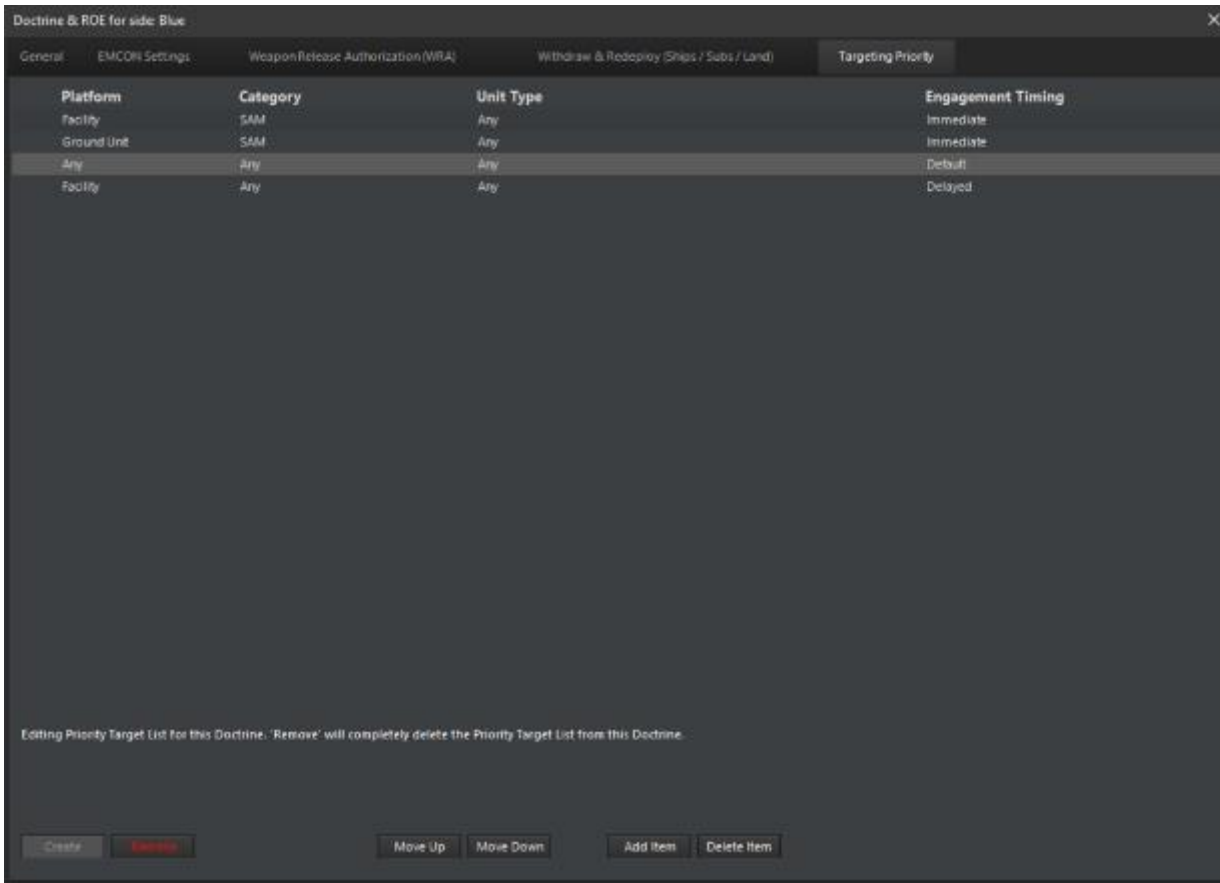 Doctrine & ROE for side: Blue
General EMCON Settings Weapon Release Authorization (WRA) Withdraw & Redeploy (Ships / Subs / Land) Targeting Priority
Platform Category Unit Type Engagement Timing
Facility SAM Any Immediate
Ground Unit SAM Any Immediate
Any Any Any Default
Facility Any Any Delayed
Editing Priority Target List for this Doctrine. 'Remove' will completely delete the Priority Target List from this Doctrine.
Create Remove Move Up Move Down Add Item Delete Item